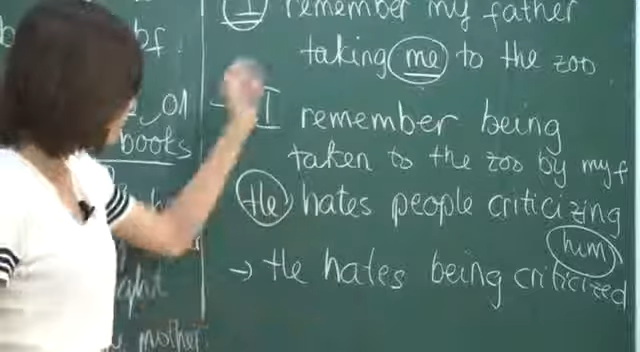 bf.
books
mother
I remember my father
taking me to the zoo
→ I remember being
taken to the zoo by my f
He hates people criticizing
him
→ He hates being criticized